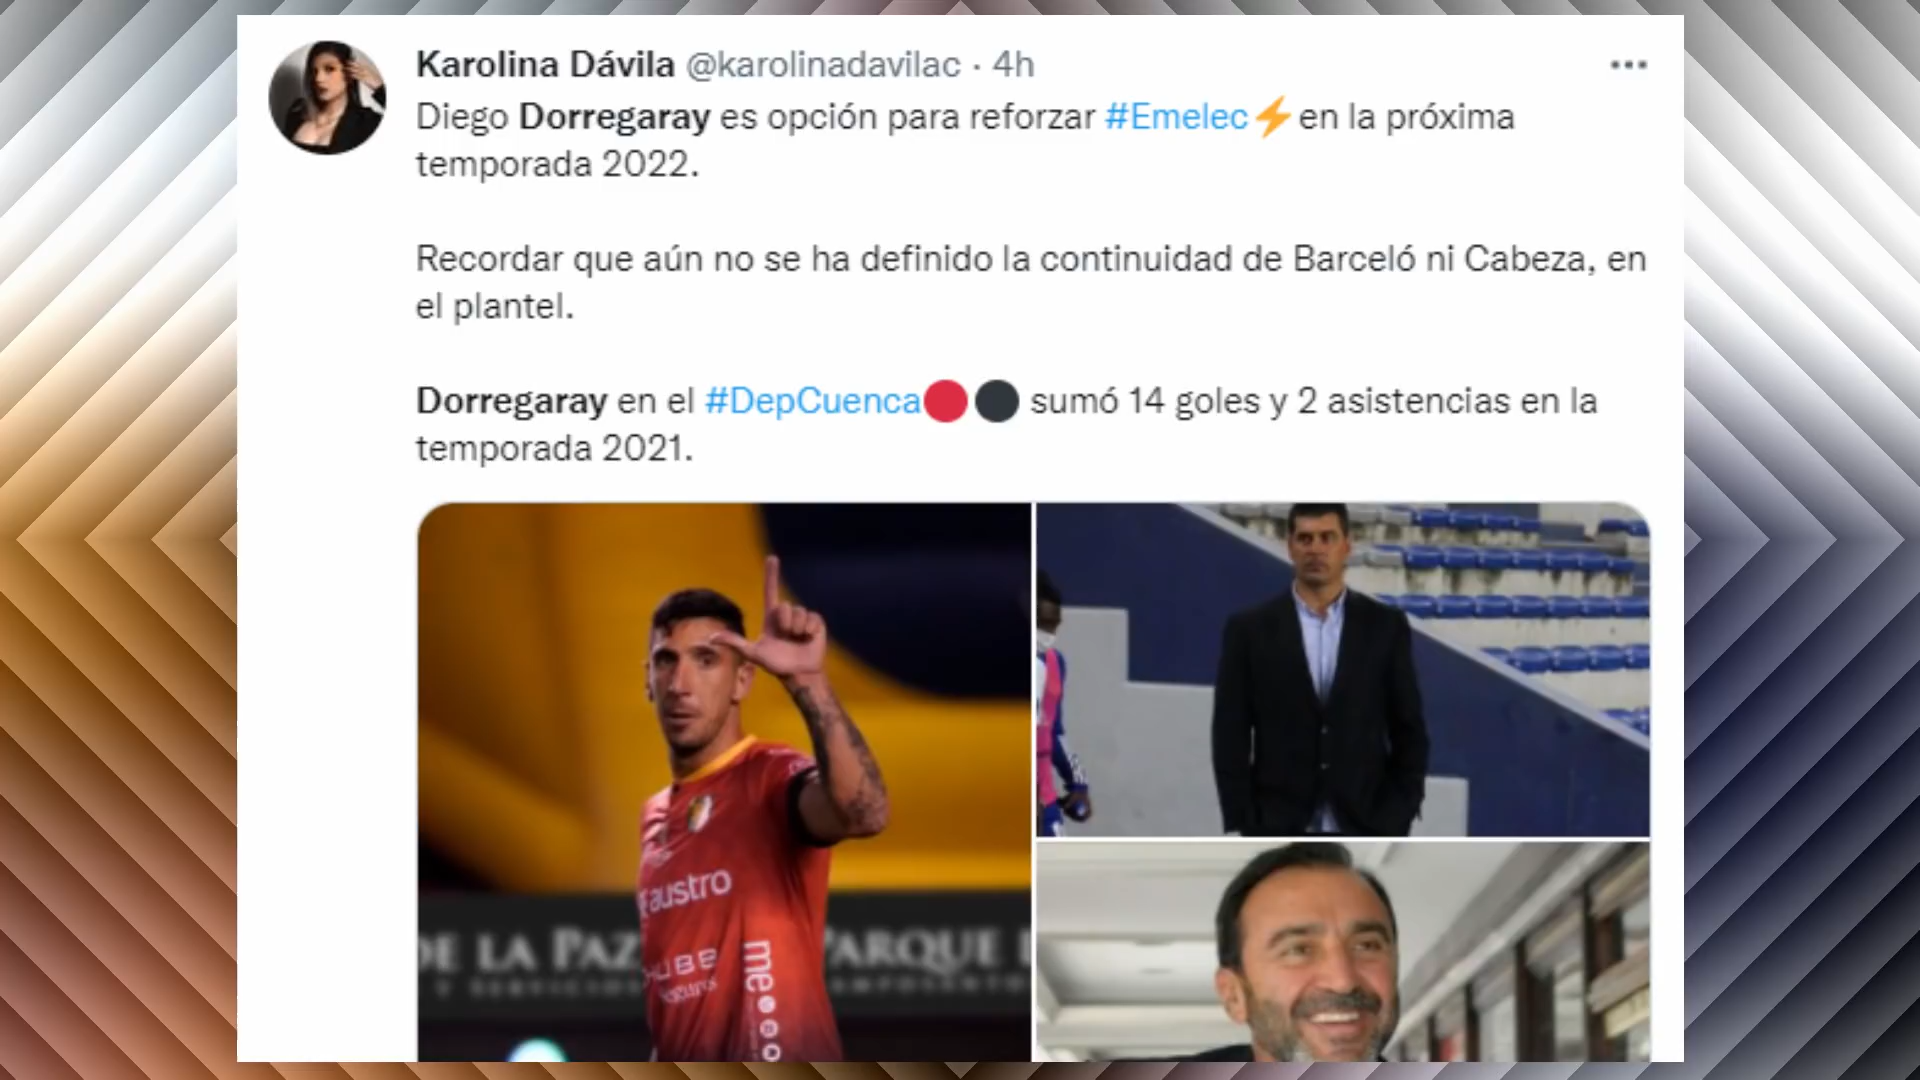 Karolina Dávila @karolinadavilac · 4h
Diego Dorregaray es opción para reforzar #Emelec⚡en la próxima
temporada 2022.
Recordar que aún no se ha definido la continuidad de Barceló ni Cabeza, en
el plantel.
Dorregaray en el #DepCuenca🔴⚫ sumó 14 goles y 2 asistencias en la
temporada 2021.
austro
DE LA PAZ
PARQUE